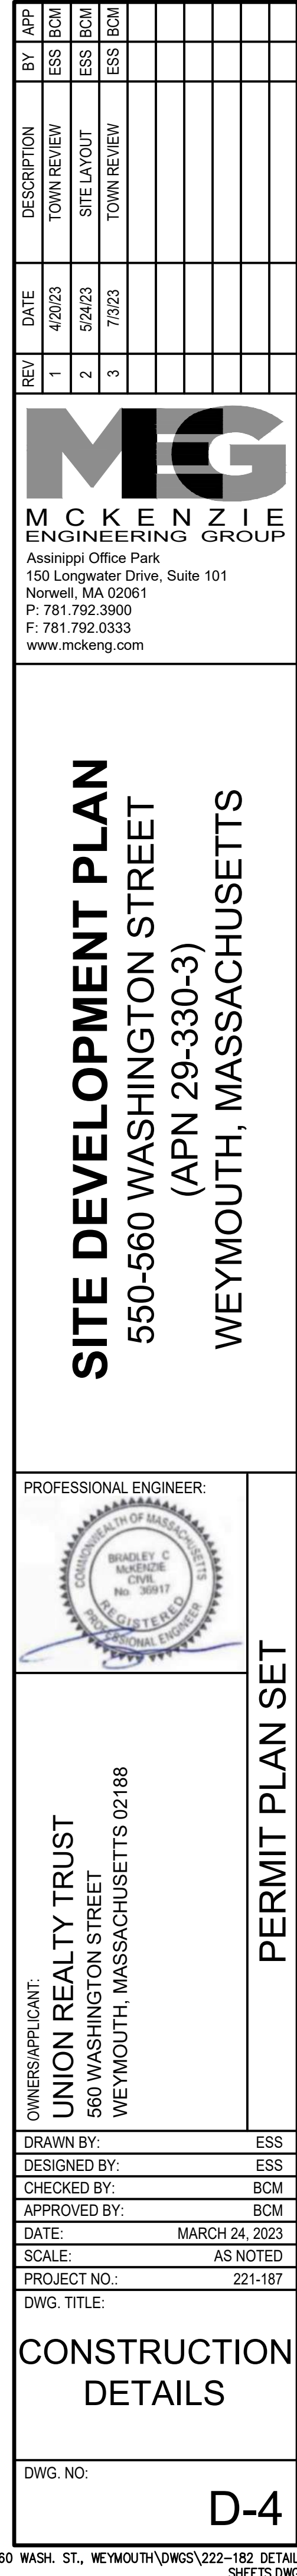 REV DATE DESCRIPTION BY APP
1 4/20/23 TOWN REVIEW ESS BCM
2 5/24/23 SITE LAYOUT ESS BCM
3 7/3/23 TOWN REVIEW ESS BCM
MEG
MCKENZIE
ENGINEERING GROUP
Assinippi Office Park
150 Longwater Drive, Suite 101
Norwell, MA 02061
P: 781.792.3900
F: 781.792.0333
www.mckeng.com
SITE DEVELOPMENT PLAN
550-560 WASHINGTON STREET
(APN 29-330-3)
WEYMOUTH, MASSACHUSETTS
PROFESSIONAL ENGINEER:
COMMONWEALTH OF MASSACHUSETTS
BRADLEY C
McKENZIE
CIVIL
No. 36917
REGISTERED
PROFESSIONAL ENGINEER
OWNERS/APPLICANT:
UNION REALTY TRUST
560 WASHINGTON STREET
WEYMOUTH, MASSACHUSETTS 02188
PERMIT PLAN SET
DRAWN BY: ESS
DESIGNED BY: ESS
CHECKED BY: BCM
APPROVED BY: BCM
DATE: MARCH 24, 2023
SCALE: AS NOTED
PROJECT NO.: 221-187
DWG. TITLE:
CONSTRUCTION
DETAILS
DWG. NO:
D-4
60 WASH. ST., WEYMOUTH\DWGS\222-182 DETAIL
SHEETS.DWG